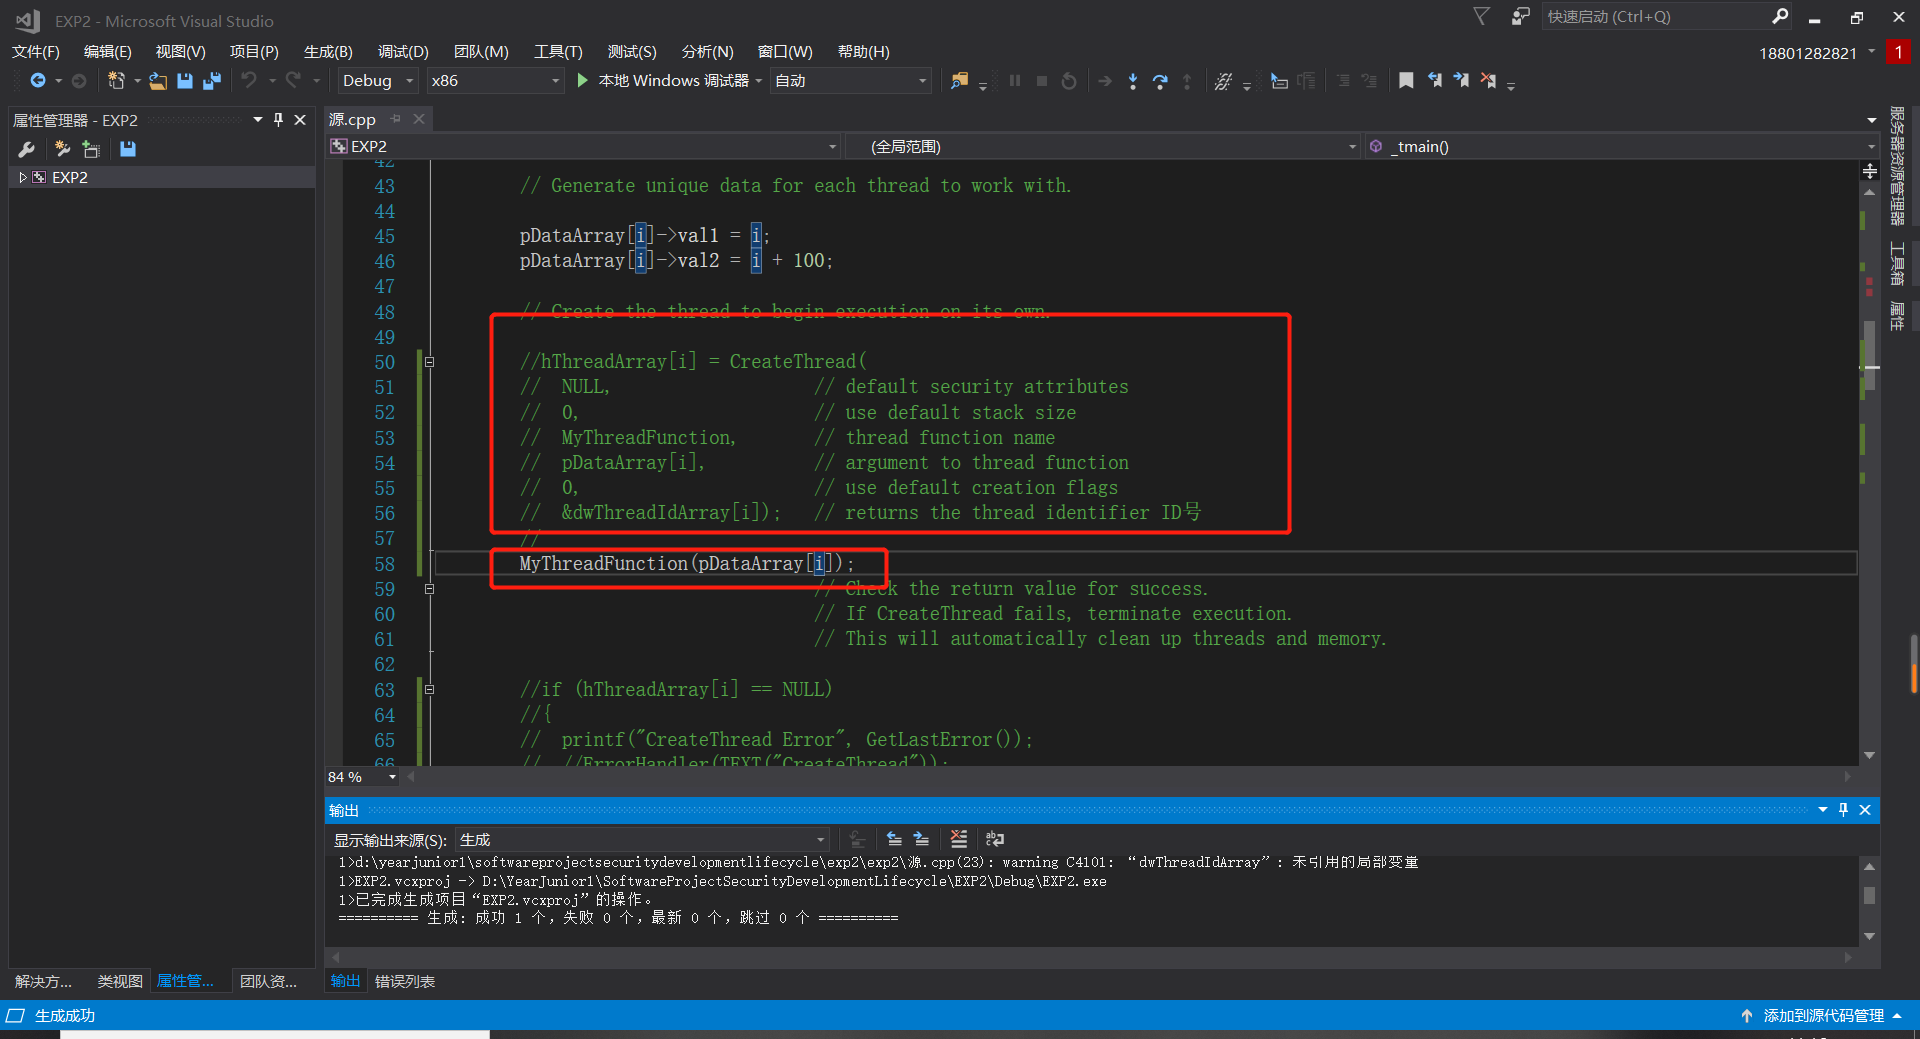 EXP2 - Microsoft Visual Studio
快速启动 (Ctrl+Q)
文件(F) 编辑(E) 视图(V) 项目(P) 生成(B) 调试(D) 团队(M) 工具(T) 测试(S) 分析(N) 窗口(W) 帮助(H)
18801282821 1
Debug x86 本地 Windows 调试器 自动
属性管理器 - EXP2
EXP2
源.cpp
EXP2 (全局范围) _tmain()
42
43 // Generate unique data for each thread to work with.
44
45 pDataArray[i]->val1 = i;
46 pDataArray[i]->val2 = i + 100;
47
48 // Create the thread to begin execution on its own.
49
50 //hThreadArray[i] = CreateThread(
51 // NULL, // default security attributes
52 // 0, // use default stack size
53 // MyThreadFunction, // thread function name
54 // pDataArray[i], // argument to thread function
55 // 0, // use default creation flags
56 // &dwThreadIdArray[i]); // returns the thread identifier ID号
57 //
58 MyThreadFunction(pDataArray[i]);
59 // Check the return value for success.
60 // If CreateThread fails, terminate execution.
61 // This will automatically clean up threads and memory.
62
63 //if (hThreadArray[i] == NULL)
64 //{
65 // printf("CreateThread Error", GetLastError());
66 // //ErrorHandler(TEXT("CreateThread"));
84 %
服务器资源管理器
工具箱
属性
输出
显示输出来源(S): 生成
1>d:\yearjunior1\softwareprojectsecuritydevelopmentlifecycle\exp2\exp2\源.cpp(23): warning C4101: “dwThreadIdArray”: 未引用的局部变量
1>EXP2.vcxproj -> D:\YearJunior1\SoftwareProjectSecurityDevelopmentLifecycle\EXP2\Debug\EXP2.exe
1>已完成生成项目“EXP2.vcxproj”的操作。
========== 生成: 成功 1 个，失败 0 个，最新 0 个，跳过 0 个 ==========
解决方... 类视图 属性管... 团队资...
输出 错误列表
生成成功
添加到源代码管理